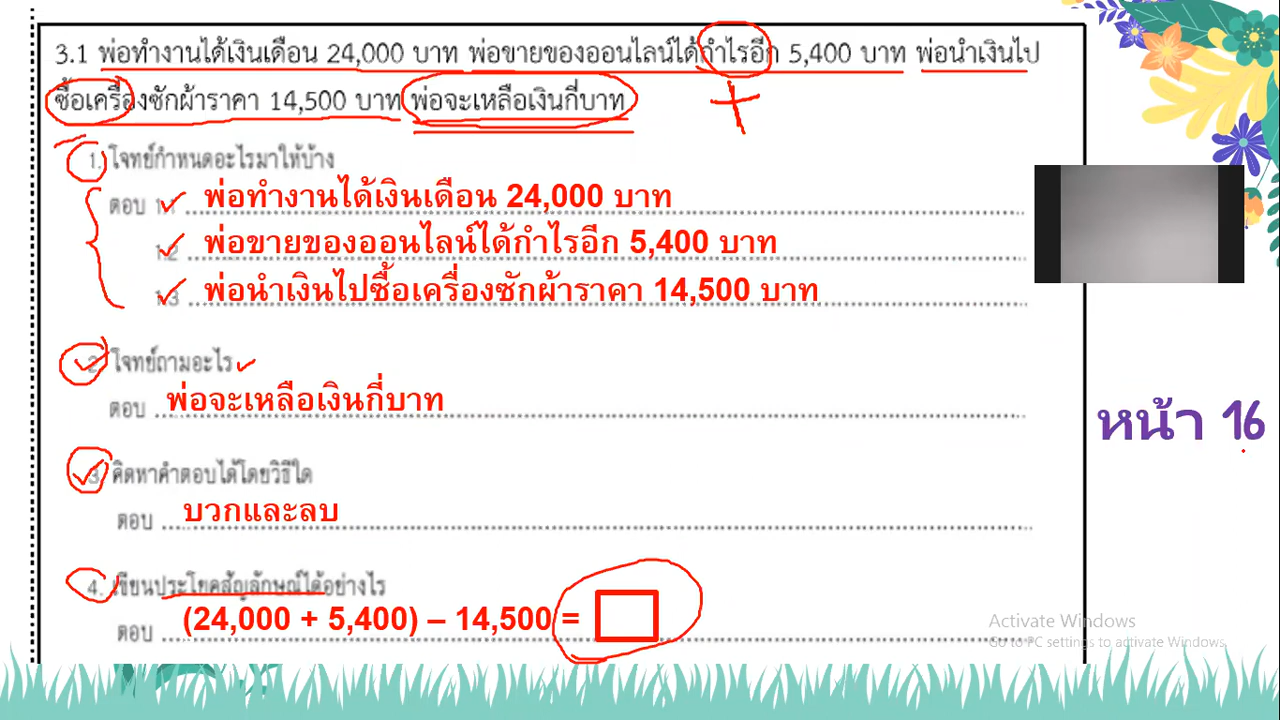 3.1 พ่อทำงานได้เงินเดือน 24,000 บาท พ่อขายของออนไลน์ได้กำไรอีก 5,400 บาท พ่อนำเงินไป
ซื้อเครื่องซักผ้าราคา 14,500 บาท พ่อจะเหลือเงินกี่บาท
+
1. โจทย์กำหนดอะไรมาให้บ้าง
ตอบ 1.1 พ่อทำงานได้เงินเดือน 24,000 บาท
1.2 พ่อขายของออนไลน์ได้กำไรอีก 5,400 บาท
1.3 พ่อนำเงินไปซื้อเครื่องซักผ้าราคา 14,500 บาท
2. โจทย์ถามอะไร
ตอบ พ่อจะเหลือเงินกี่บาท
3. คิดหาคำตอบได้โดยวิธีใด
ตอบ บวกและลบ
4. เขียนประโยคสัญลักษณ์ได้อย่างไร
ตอบ (24,000 + 5,400) – 14,500 = □
หน้า 16
Activate Windows
Go to PC settings to activate Windows.